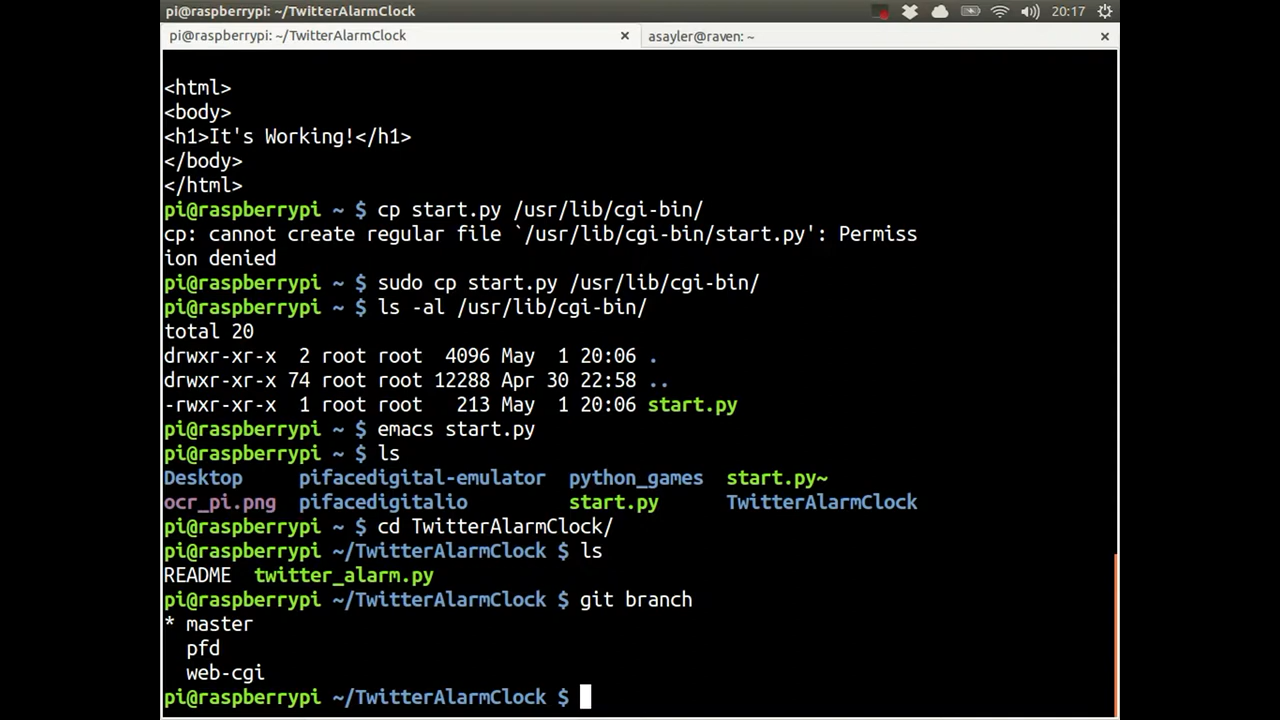 pi@raspberrypi: ~/TwitterAlarmClock
20:17
pi@raspberrypi: ~/TwitterAlarmClock × asayler@raven: ~ ×
<html>
<body>
<h1>It's Working!</h1>
</body>
</html>
pi@raspberrypi ~ $ cp start.py /usr/lib/cgi-bin/
cp: cannot create regular file `/usr/lib/cgi-bin/start.py': Permiss
ion denied
pi@raspberrypi ~ $ sudo cp start.py /usr/lib/cgi-bin/
pi@raspberrypi ~ $ ls -al /usr/lib/cgi-bin/
total 20
drwxr-xr-x  2 root root  4096 May  1 20:06 .
drwxr-xr-x 74 root root 12288 Apr 30 22:58 ..
-rwxr-xr-x  1 root root   213 May  1 20:06 start.py
pi@raspberrypi ~ $ emacs start.py
pi@raspberrypi ~ $ ls
Desktop     pifacedigital-emulator  python_games  start.py~
ocr_pi.png  pifacedigitalio         start.py      TwitterAlarmClock
pi@raspberrypi ~ $ cd TwitterAlarmClock/
pi@raspberrypi ~/TwitterAlarmClock $ ls
README  twitter_alarm.py
pi@raspberrypi ~/TwitterAlarmClock $ git branch
* master
  pfd
  web-cgi
pi@raspberrypi ~/TwitterAlarmClock $